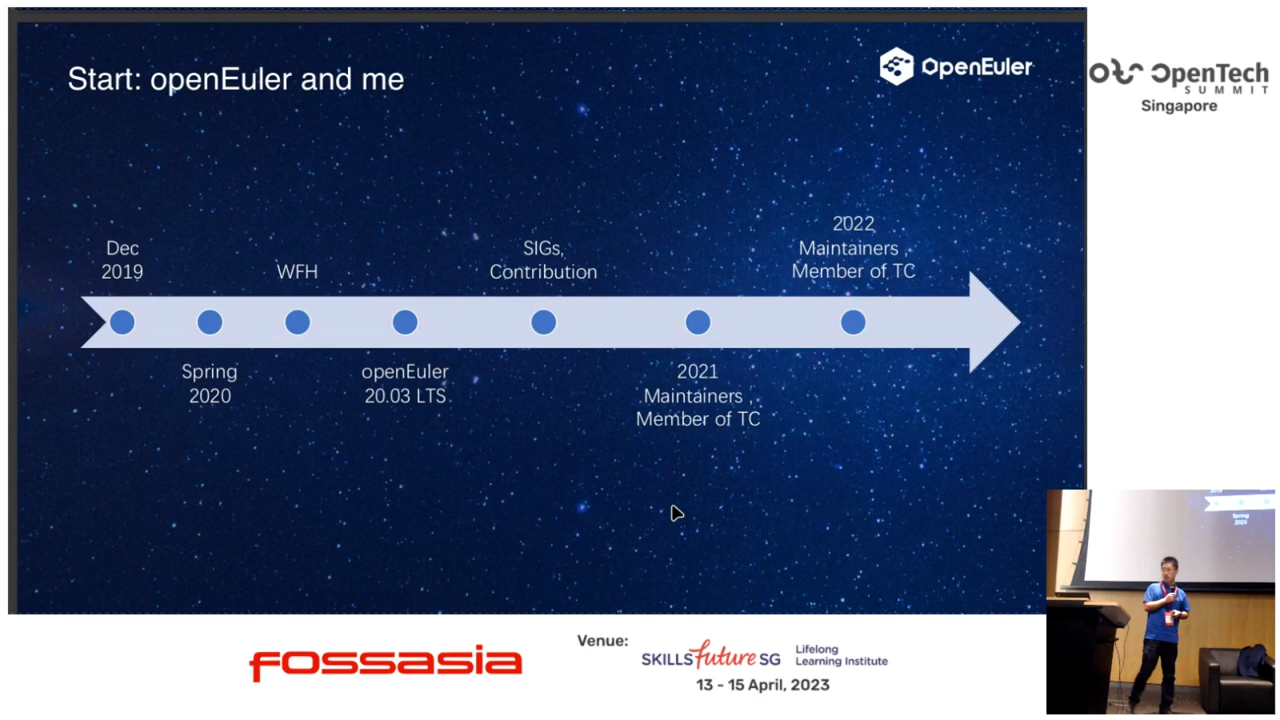 Start: openEuler and me
OpenEuler
OpenTech
SUMMIT
Singapore
Dec
2019
WFH
SIGs,
Contribution
2022
Maintainers ,
Member of TC
Spring
2020
openEuler
20.03 LTS
2021
Maintainers ,
Member of TC
Spring
2020
fossasia
Venue:
SKILLSfuture SG
Lifelong
Learning Institute
13 - 15 April, 2023